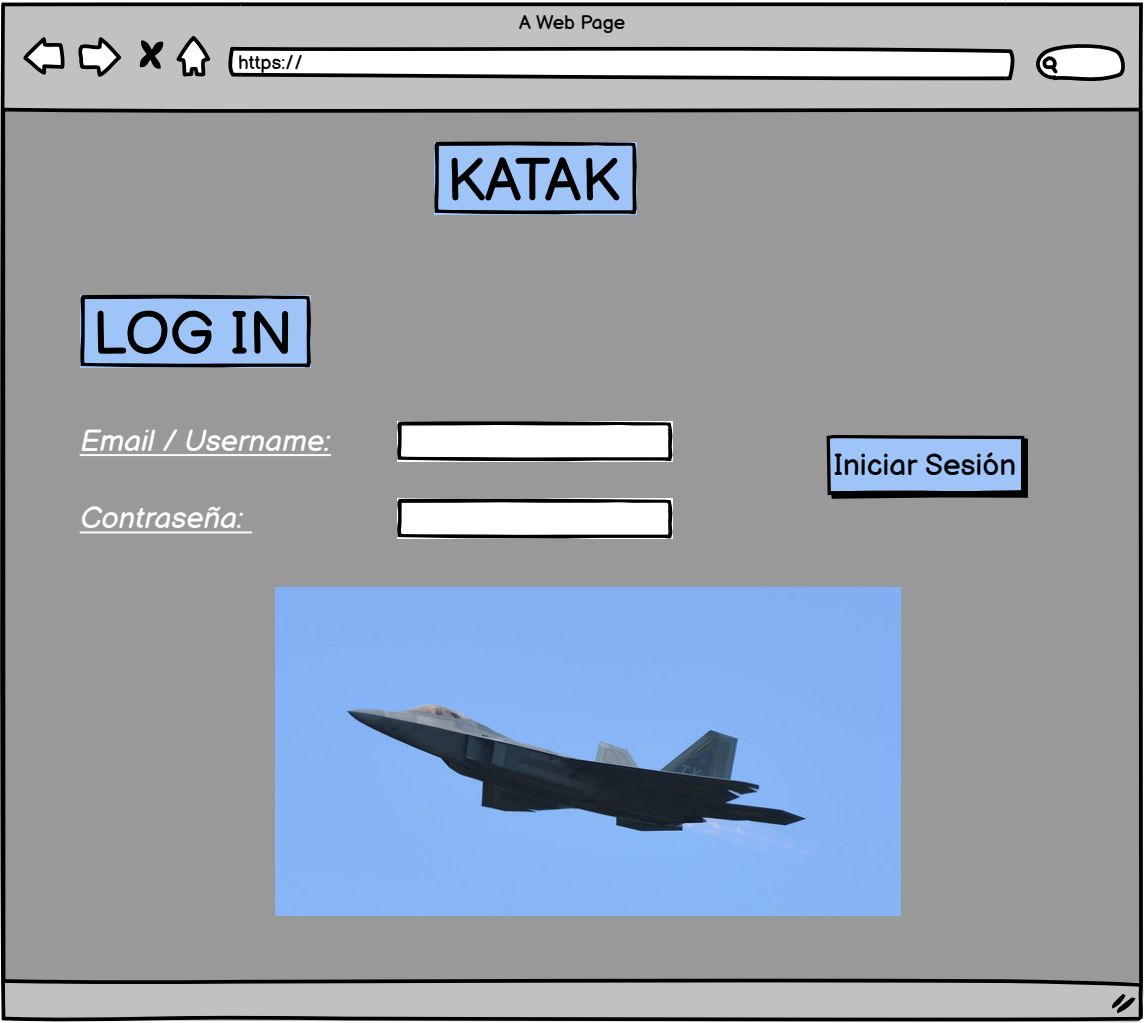 A Web Page
https://
KATAK
LOG IN
Email / Username:
Iniciar Sesión
Contraseña: